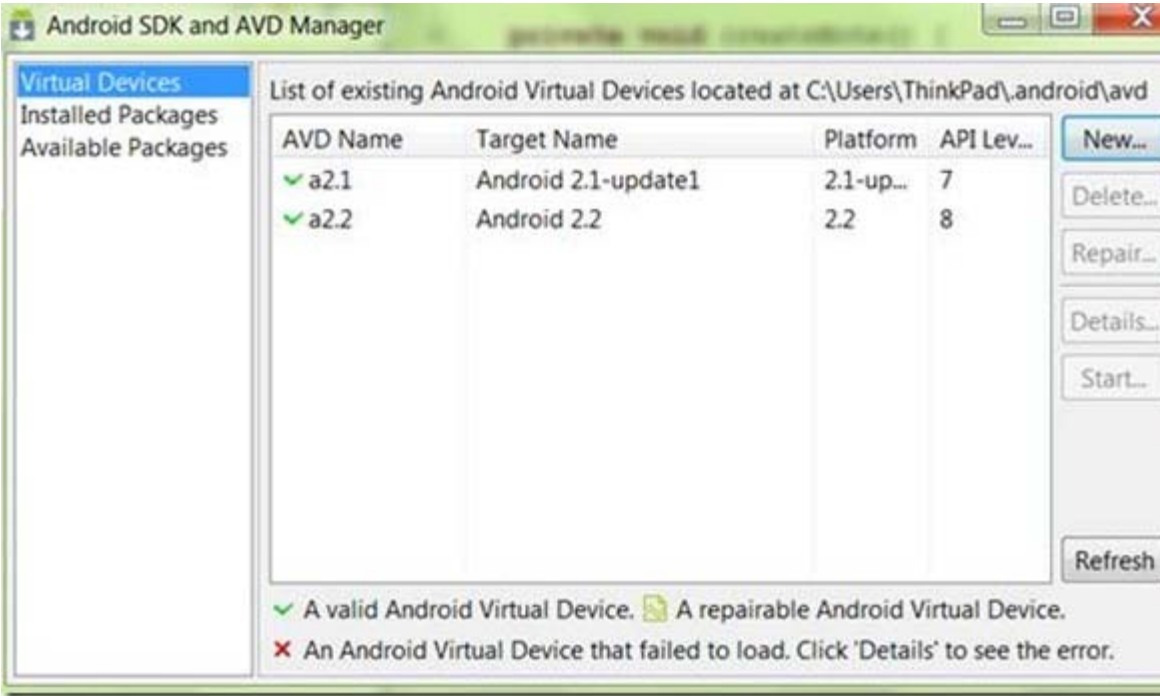 Android SDK and AVD Manager
private void createNote() {
Virtual Devices
Installed Packages
Available Packages
List of existing Android Virtual Devices located at C:\Users\ThinkPad\.android\avd
AVD Name Target Name Platform API Lev...
a2.1 Android 2.1-update1 2.1-up... 7
a2.2 Android 2.2 2.2 8
New...
Delete...
Repair...
Details...
Start...
Refresh
A valid Android Virtual Device. A repairable Android Virtual Device.
An Android Virtual Device that failed to load. Click 'Details' to see the error.